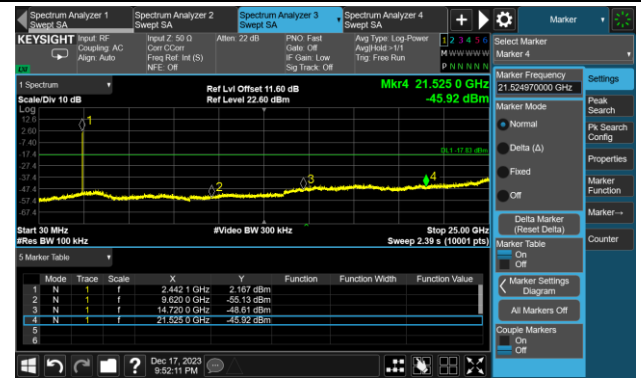 Spectrum Analyzer 1
Swept SA
Spectrum Analyzer 2
Swept SA
Spectrum Analyzer 3
Swept SA
Spectrum Analyzer 4
Swept SA
Marker
KEYSIGHT
Input: RF
Coupling: AC
Align: Auto
Input Z: 50 Ω
Corr CCorr
Freq Ref: Int (S)
NFE: Off
Atten: 22 dB
PNO: Fast
Gate: Off
IF Gain: Low
Sig Track: Off
Avg Type: Log-Power
Avg|Hold:>1/1
Trig: Free Run
1 2 3 4 5 6
M W W W W W
P N N N N N
Select Marker
Marker 4
1 Spectrum
Scale/Div 10 dB
Log
Ref Lvl Offset 11.60 dB
Ref Level 22.60 dBm
Mkr4 21.525 0 GHz
-45.92 dBm
12.6
2.60
-7.40
-17.4
-27.4
-37.4
-47.4
-57.4
-67.4
1
2
3
4
DL1 -17.83 dBm
Start 30 MHz
#Res BW 100 kHz
#Video BW 300 kHz
Stop 25.00 GHz
Sweep 2.39 s (10001 pts)
5 Marker Table
Mode Trace Scale X Y Function Function Width Function Value
1 N 1 f 2.442 1 GHz 2.167 dBm
2 N 1 f 9.620 0 GHz -55.13 dBm
3 N 1 f 14.720 0 GHz -48.61 dBm
4 N 1 f 21.525 0 GHz -45.92 dBm
5
6
Marker Frequency
21.524970000 GHz
Marker Mode
Normal
Delta (Δ)
Fixed
Off
Delta Marker
(Reset Delta)
Marker Table
On
Off
Marker Settings
Diagram
All Markers Off
Couple Markers
On
Off
Settings
Peak
Search
Pk Search
Config
Properties
Marker
Function
Marker→
Counter
?
Dec 17, 2023
9:52:11 PM